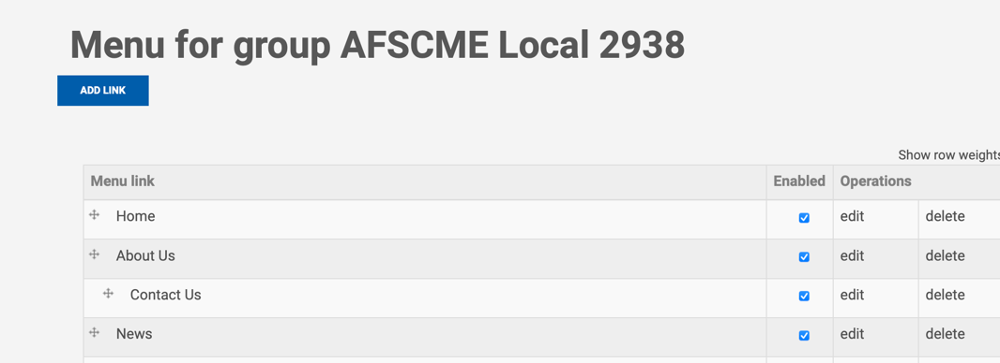 Menu for group AFSCME Local 2938
ADD LINK
Show row weights
Menu link Enabled Operations
Home edit delete
About Us edit delete
Contact Us edit delete
News edit delete